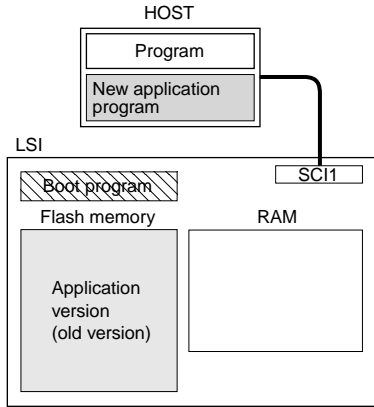 HOST
Program
New application
program
LSI
SCI1
Boot program
Flash memory
RAM
Application
version
(old version)